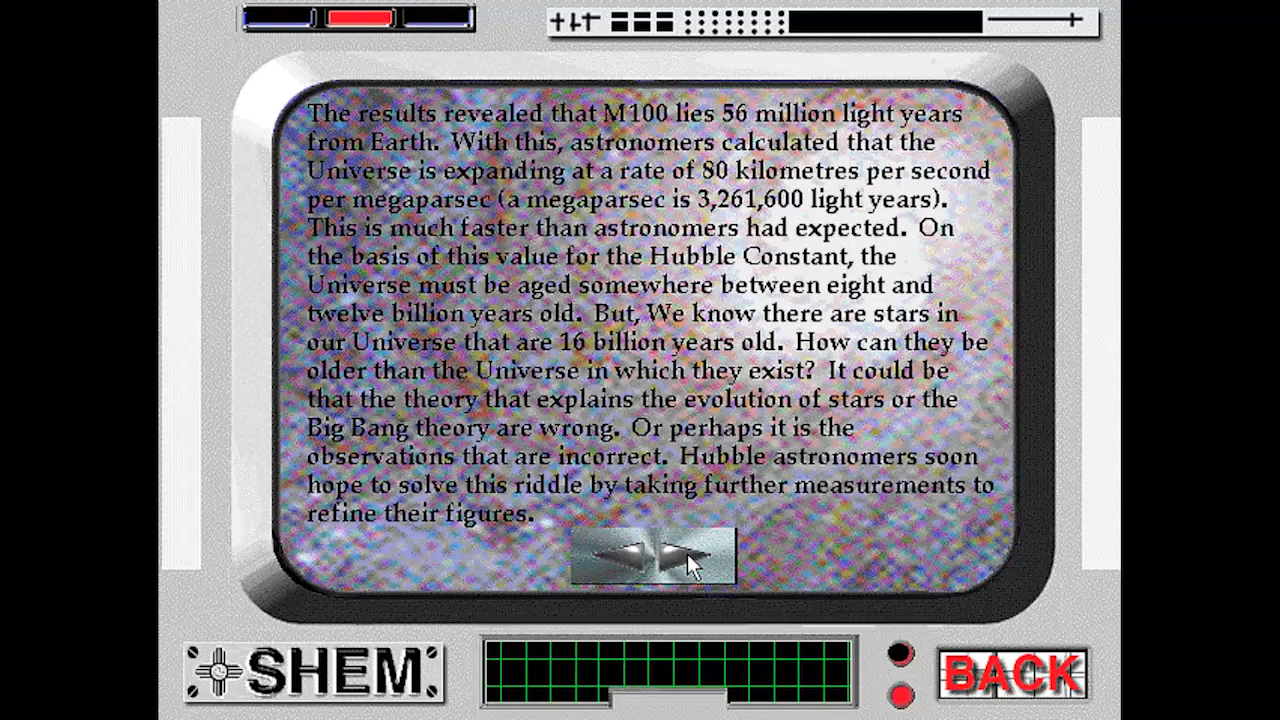 The results revealed that M100 lies 56 million light years
from Earth. With this, astronomers calculated that the
Universe is expanding at a rate of 80 kilometres per second
per megaparsec (a megaparsec is 3,261,600 light years).
This is much faster than astronomers had expected. On
the basis of this value for the Hubble Constant, the
Universe must be aged somewhere between eight and
twelve billion years old. But, We know there are stars in
our Universe that are 16 billion years old. How can they be
older than the Universe in which they exist? It could be
that the theory that explains the evolution of stars or the
Big Bang theory are wrong. Or perhaps it is the
observations that are incorrect. Hubble astronomers soon
hope to solve this riddle by taking further measurements to
refine their figures.
SHEM
BACK